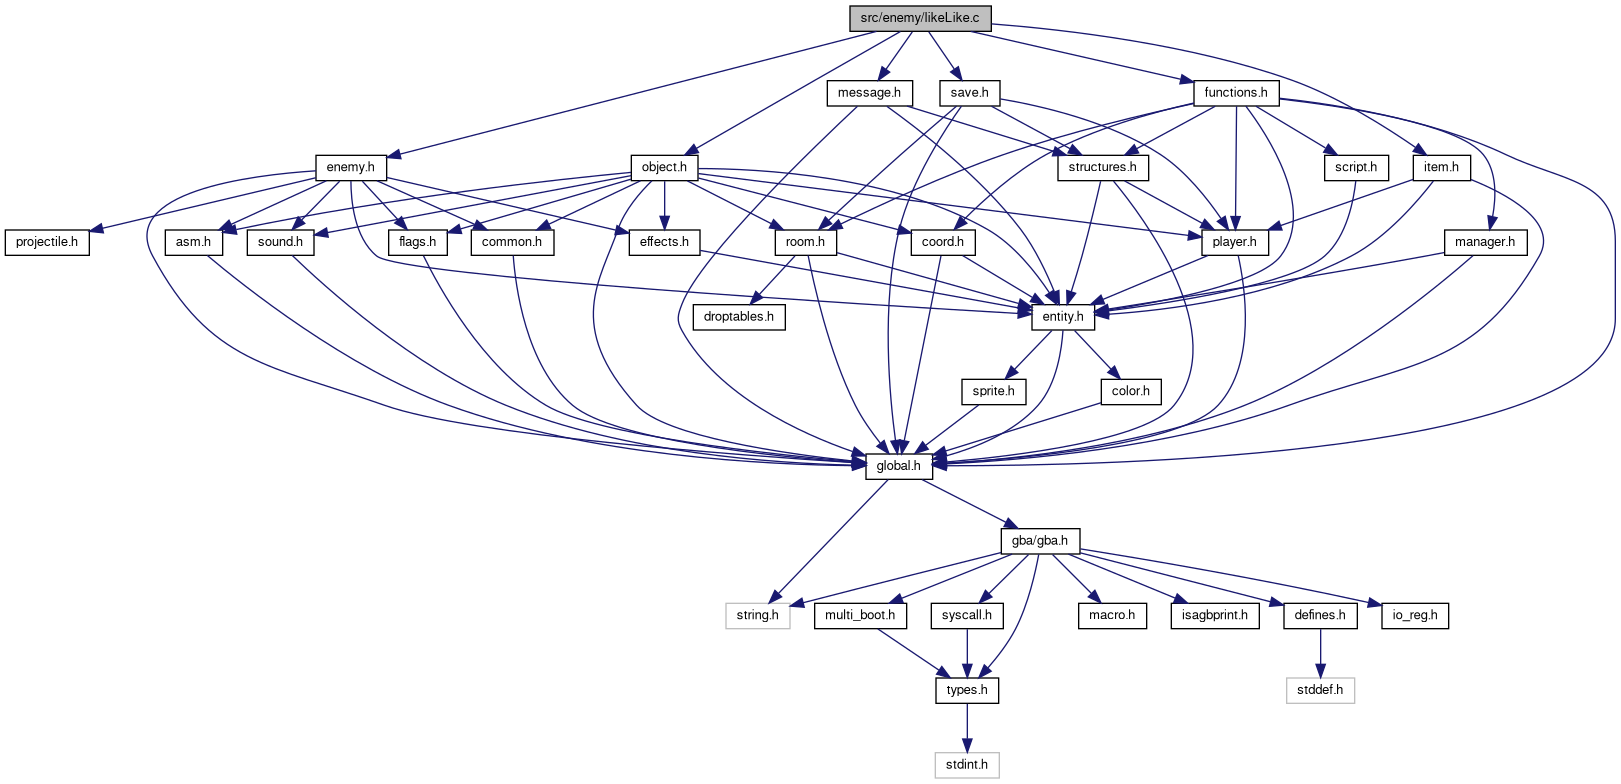 src/enemy/likeLike.c
message.h
save.h
functions.h
enemy.h
object.h
structures.h
script.h
item.h
projectile.h
asm.h
sound.h
flags.h
common.h
effects.h
room.h
coord.h
player.h
manager.h
droptables.h
entity.h
sprite.h
color.h
global.h
gba/gba.h
string.h
multi_boot.h
syscall.h
macro.h
isagbprint.h
defines.h
io_reg.h
types.h
stddef.h
stdint.h